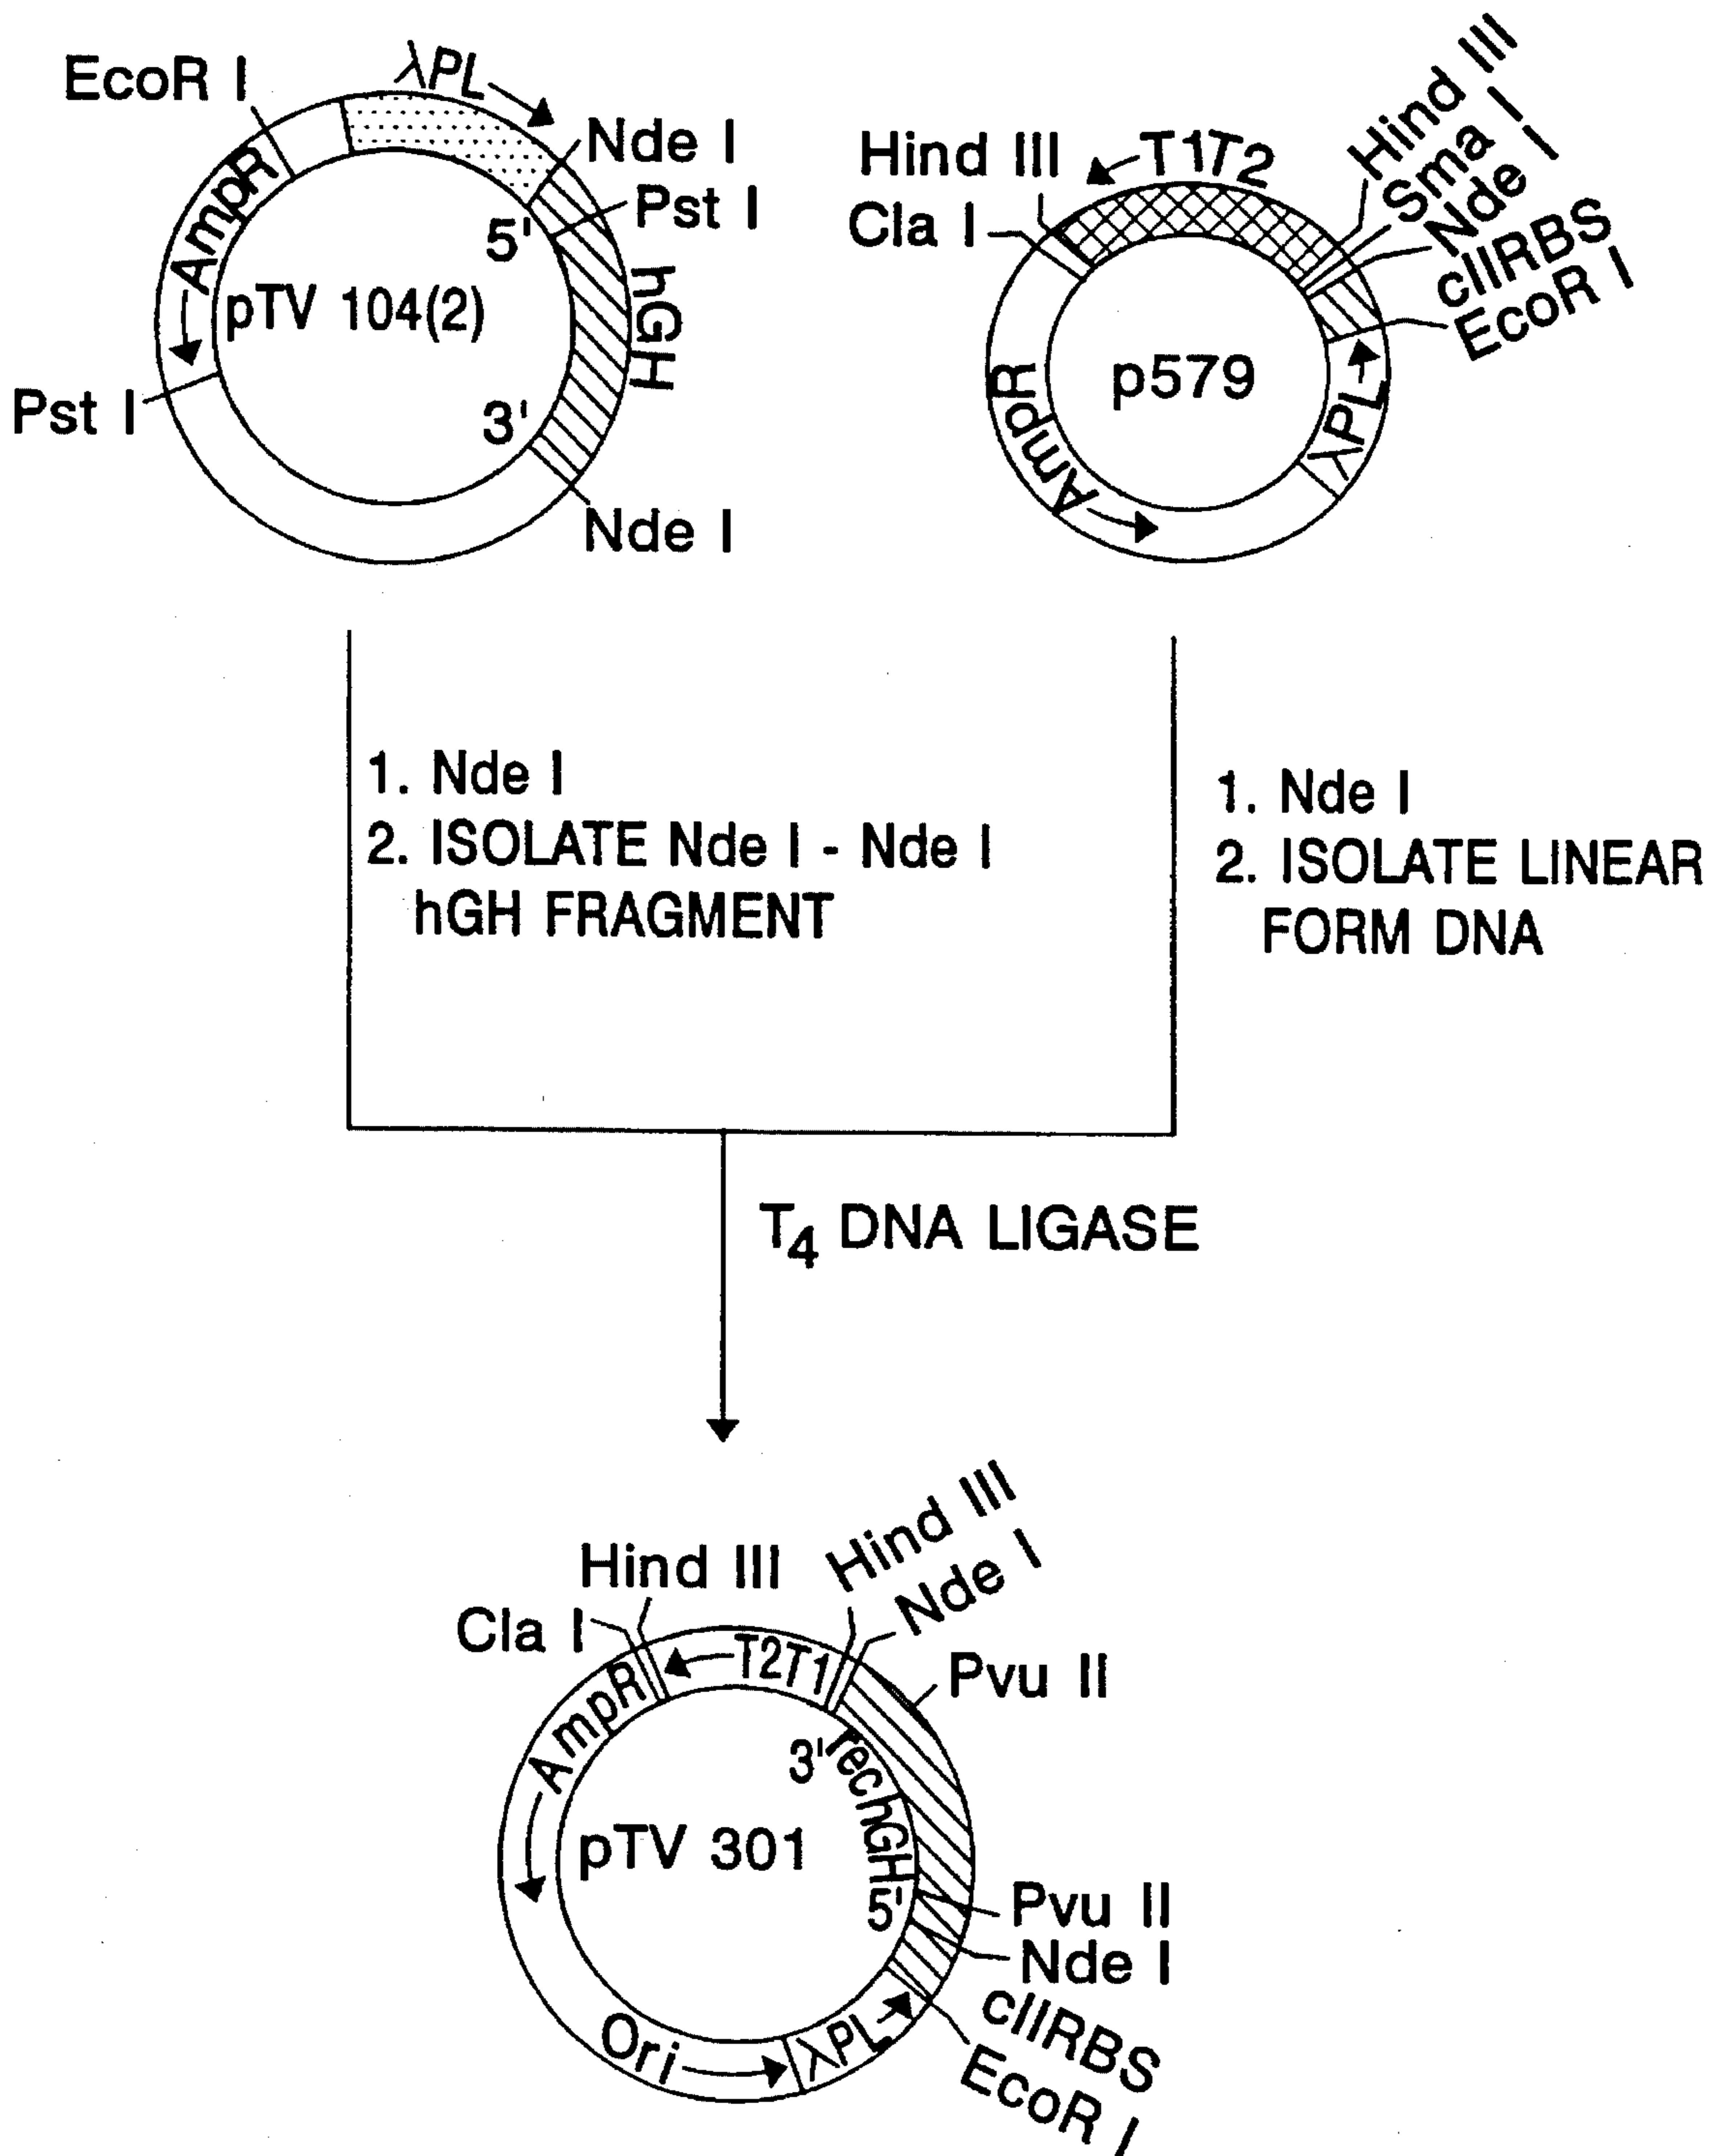 EcoR I
λPL
Nde I
Pst I
AmpR
5'
hGH
pTV 104(2)
Pst I
3'
Nde I
Hind III
T1T2
Hind III
Sma I
Nde I
cIIRBS
EcoR I
Cla I
p579
AmpR
λPL
1. Nde I
2. ISOLATE Nde I - Nde I
hGH FRAGMENT
1. Nde I
2. ISOLATE LINEAR
FORM DNA
T4 DNA LIGASE
Hind III
Hind III
Nde I
Cla I
T2T1
Pvu II
AmpR
3'
rechGH
pTV 301
5'
Pvu II
Nde I
cIIRBS
EcoR I
Ori
λPL